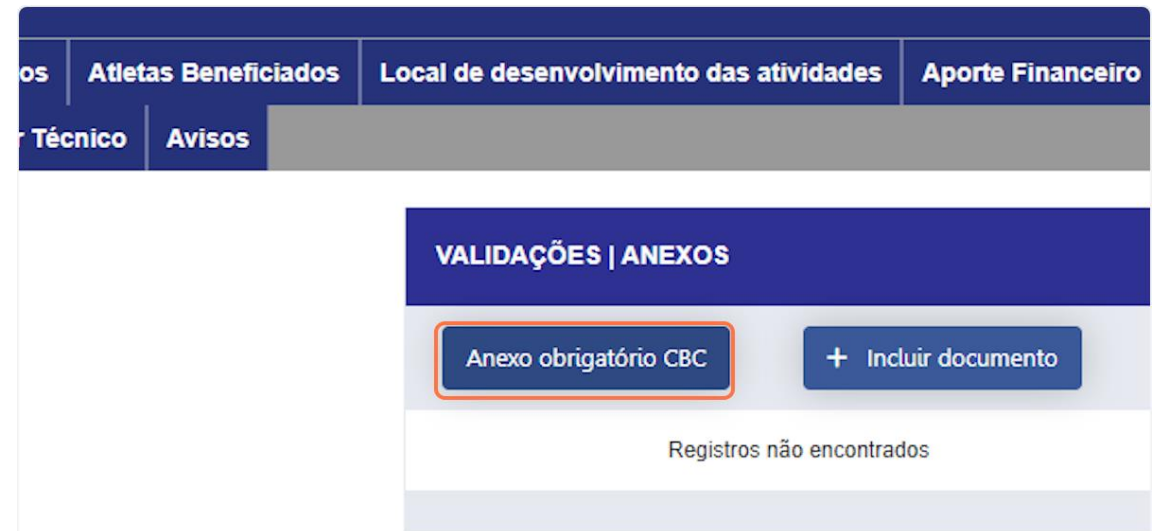 os Atletas Beneficiados Local de desenvolvimento das atividades Aporte Financeiro
r Técnico Avisos
VALIDAÇÕES | ANEXOS
Anexo obrigatório CBC + Incluir documento
Registros não encontrados